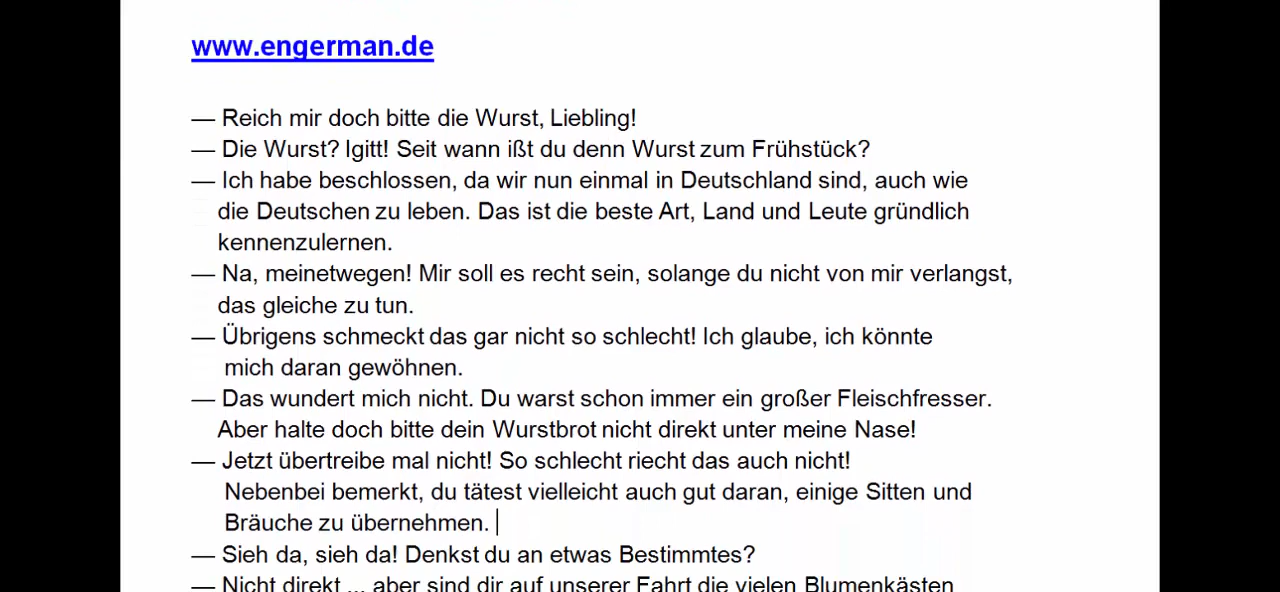 www.engerman.de
— Reich mir doch bitte die Wurst, Liebling!
— Die Wurst? Igitt! Seit wann ißt du denn Wurst zum Frühstück?
— Ich habe beschlossen, da wir nun einmal in Deutschland sind, auch wie
die Deutschen zu leben. Das ist die beste Art, Land und Leute gründlich
kennenzulernen.
— Na, meinetwegen! Mir soll es recht sein, solange du nicht von mir verlangst,
das gleiche zu tun.
— Übrigens schmeckt das gar nicht so schlecht! Ich glaube, ich könnte
mich daran gewöhnen.
— Das wundert mich nicht. Du warst schon immer ein großer Fleischfresser.
Aber halte doch bitte dein Wurstbrot nicht direkt unter meine Nase!
— Jetzt übertreibe mal nicht! So schlecht riecht das auch nicht!
Nebenbei bemerkt, du tätest vielleicht auch gut daran, einige Sitten und
Bräuche zu übernehmen.
— Sieh da, sieh da! Denkst du an etwas Bestimmtes?
— Nicht direkt ... aber sind dir auf unserer Fahrt die vielen Blumenkästen